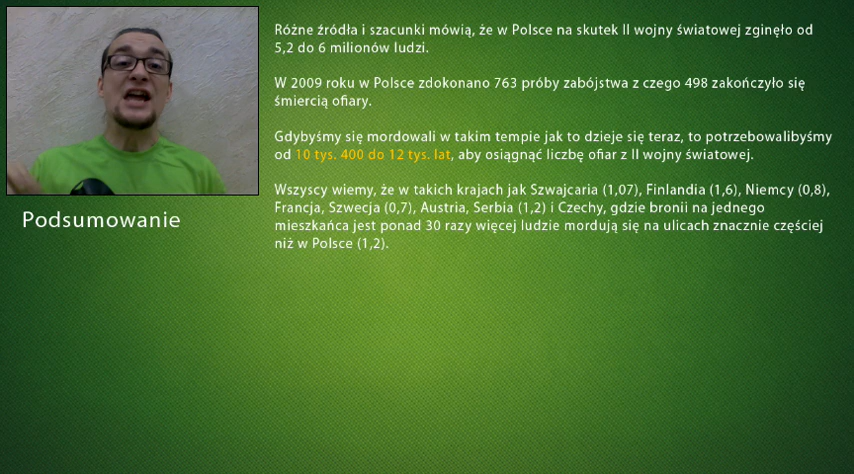 Różne źródła i szacunki mówią, że w Polsce na skutek II wojny światowej zginęło od
5,2 do 6 milionów ludzi.
W 2009 roku w Polsce zdokonano 763 próby zabójstwa z czego 498 zakończyło się
śmiercią ofiary.
Gdybyśmy się mordowali w takim tempie jak to dzieje się teraz, to potrzebowalibyśmy
od 10 tys. 400 do 12 tys. lat, aby osiągnąć liczbę ofiar z II wojny światowej.
Wszyscy wiemy, że w takich krajach jak Szwajcaria (1,07), Finlandia (1,6), Niemcy (0,8),
Francja, Szwecja (0,7), Austria, Serbia (1,2) i Czechy, gdzie bronii na jednego
mieszkańca jest ponad 30 razy więcej ludzie mordują się na ulicach znacznie częściej
niż w Polsce (1,2).
Podsumowanie